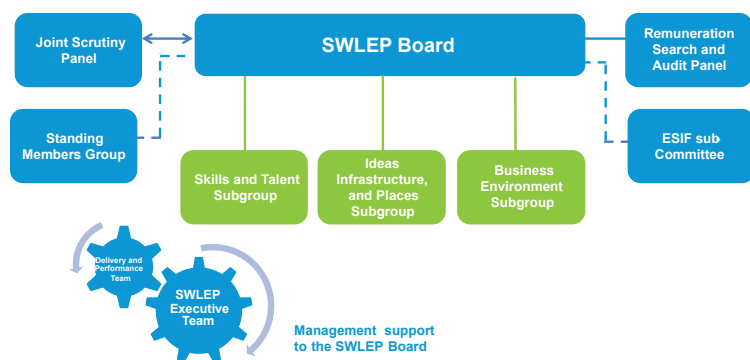 Joint Scrutiny
Panel
SWLEP Board
Remuneration
Search and
Audit Panel
Standing
Members Group
ESIF sub
Committee
Skills and Talent
Subgroup
Ideas
Infrastructure,
and Places
Subgroup
Business
Environment
Subgroup
Delivery and
Performance
Team
SWLEP
Executive
Team
Management support
to the SWLEP Board